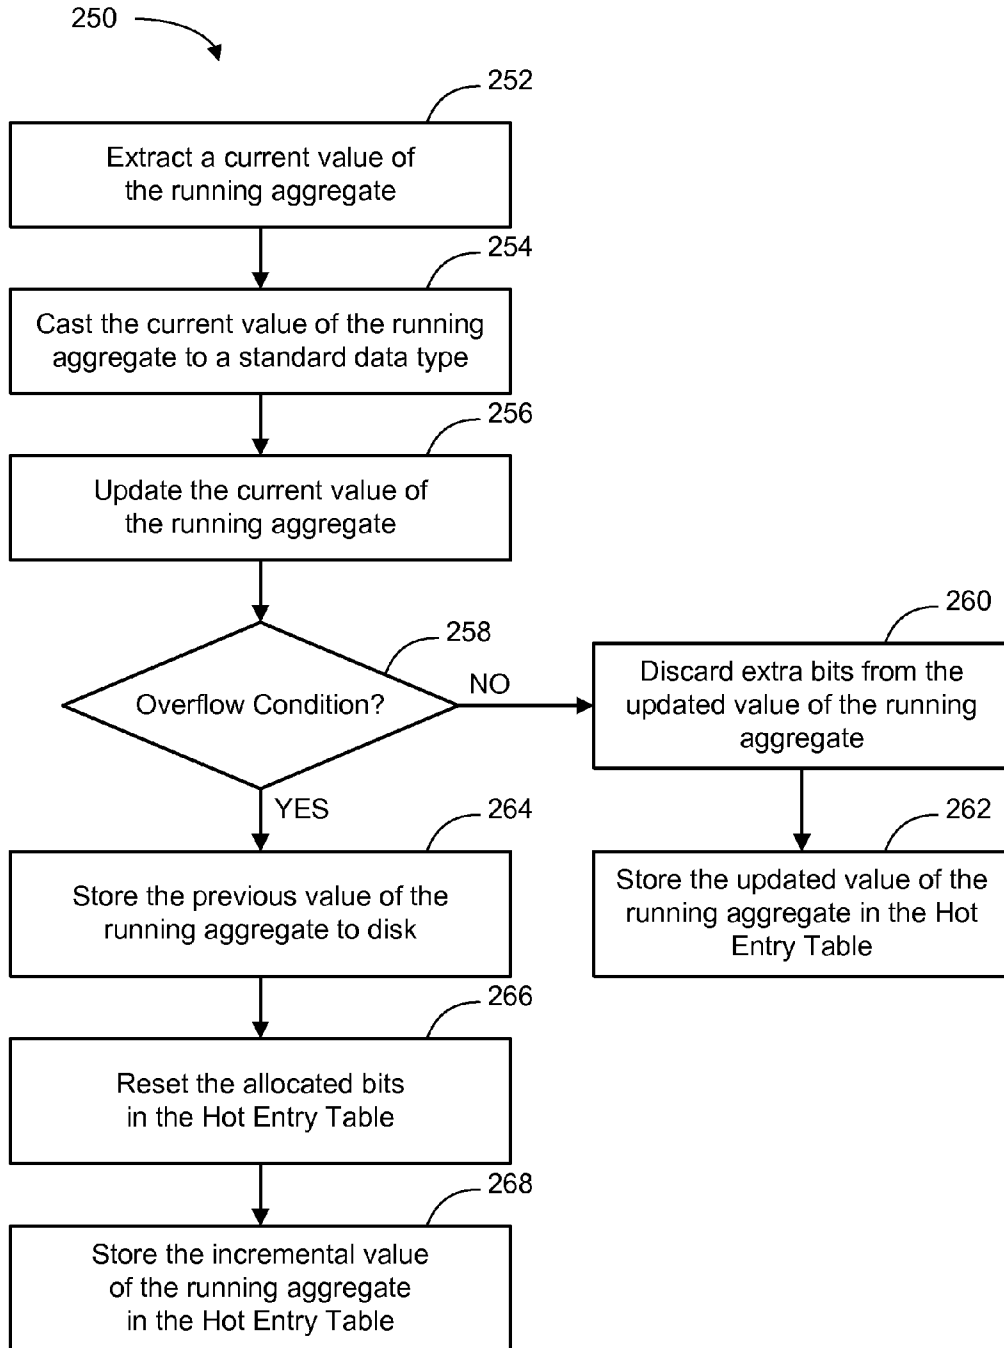 250
252
Extract a current value of
the running aggregate
254
Cast the current value of the running
aggregate to a standard data type
256
Update the current value of
the running aggregate
258
Overflow Condition?
NO
260
Discard extra bits from the
updated value of the running
aggregate
YES
264
Store the previous value of the
running aggregate to disk
262
Store the updated value of the
running aggregate in the Hot
Entry Table
266
Reset the allocated bits
in the Hot Entry Table
268
Store the incremental value
of the running aggregate
in the Hot Entry Table